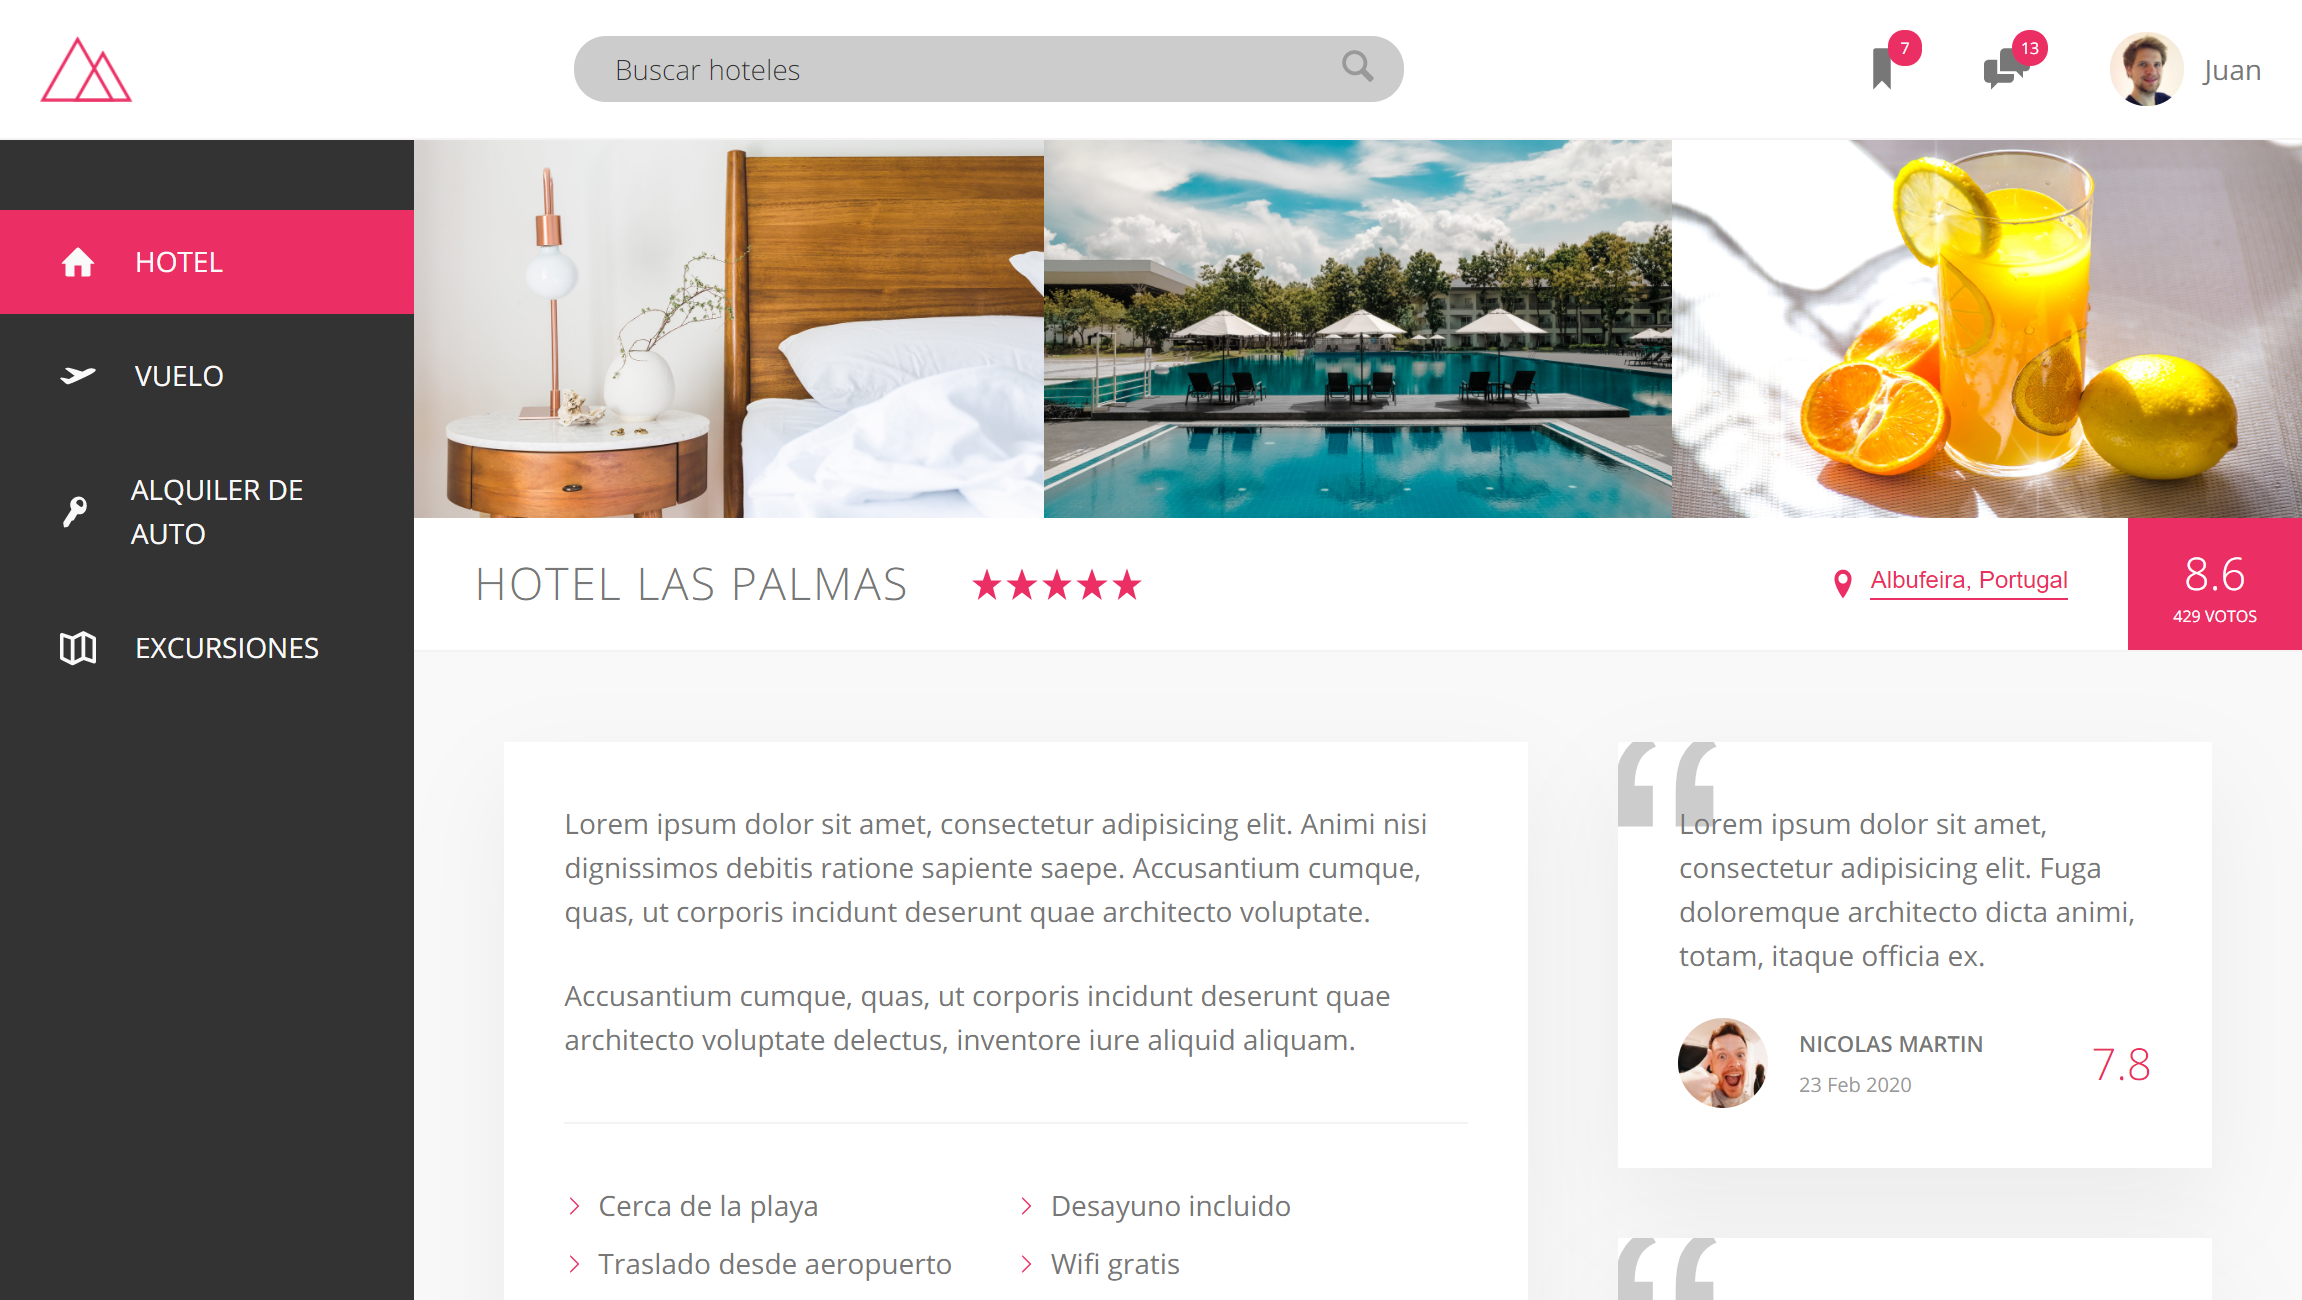 Buscar hoteles
7
13
Juan
HOTEL
VUELO
ALQUILER DE
AUTO
EXCURSIONES
HOTEL LAS PALMAS
Albufeira, Portugal
8.6
429 VOTOS
Lorem ipsum dolor sit amet, consectetur adipisicing elit. Animi nisi
dignissimos debitis ratione sapiente saepe. Accusantium cumque,
quas, ut corporis incidunt deserunt quae architecto voluptate.
Accusantium cumque, quas, ut corporis incidunt deserunt quae
architecto voluptate delectus, inventore iure aliquid aliquam.
Cerca de la playa
Desayuno incluido
Traslado desde aeropuerto
Wifi gratis
Lorem ipsum dolor sit amet,
consectetur adipisicing elit. Fuga
doloremque architecto dicta animi,
totam, itaque officia ex.
NICOLAS MARTIN
23 Feb 2020
7.8